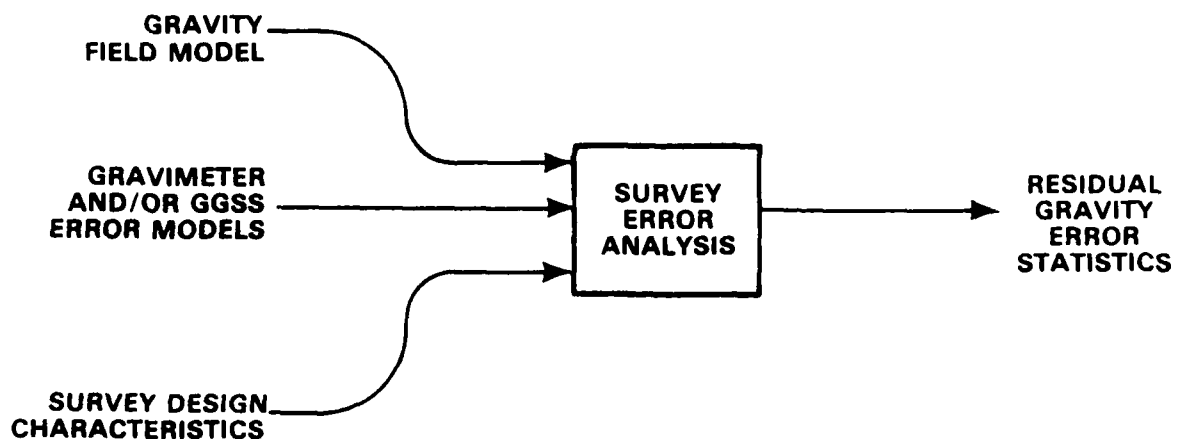 GRAVITY
FIELD MODEL
GRAVIMETER
AND/OR GGSS
ERROR MODELS
SURVEY DESIGN
CHARACTERISTICS
SURVEY
ERROR
ANALYSIS
RESIDUAL
GRAVITY
ERROR
STATISTICS